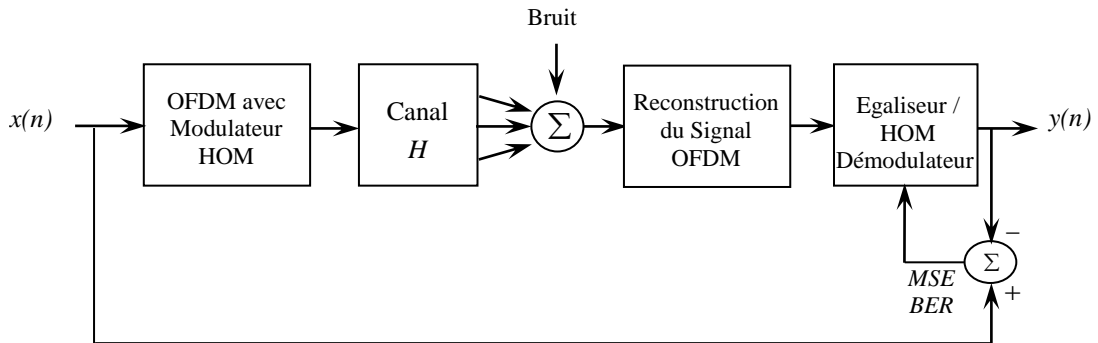 Bruit
x(n)
OFDM avec
Modulateur
HOM
Canal
H
Σ
Reconstruction
du Signal
OFDM
Egaliseur /
HOM
Démodulateur
y(n)
−
Σ
+
MSE
BER